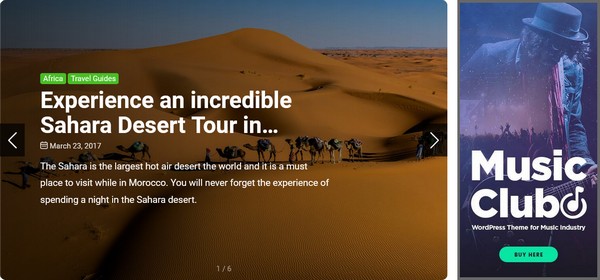 Africa Travel Guides
Experience an incredible
Sahara Desert Tour in…
March 23, 2017
The Sahara is the largest hot air desert the world and it is a must
place to visit while in Morocco. You will never forget the experience of
spending a night in the Sahara desert.
1 / 6
Music
Club
WordPress Theme for Music Industry
BUY HERE